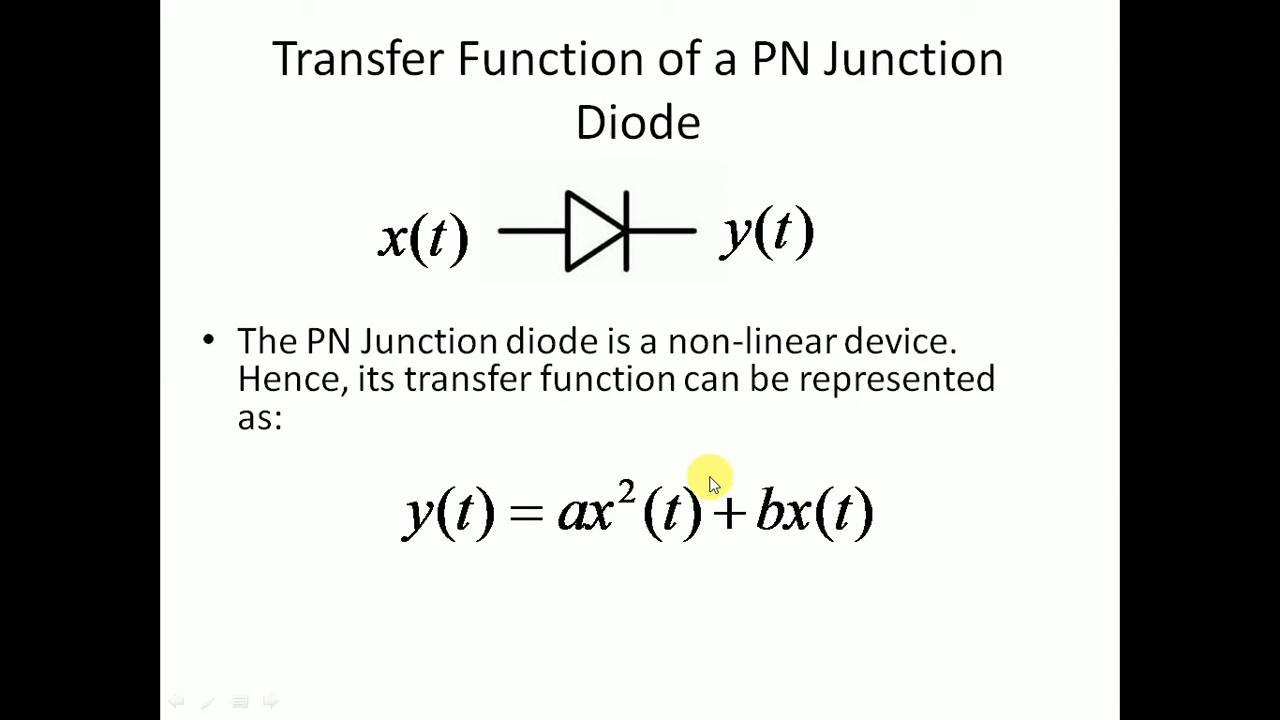 Transfer Function of a PN Junction
Diode
x(t) y(t)
• The PN Junction diode is a non-linear device.
Hence, its transfer function can be represented
as:
y(t) = ax²(t) + bx(t)